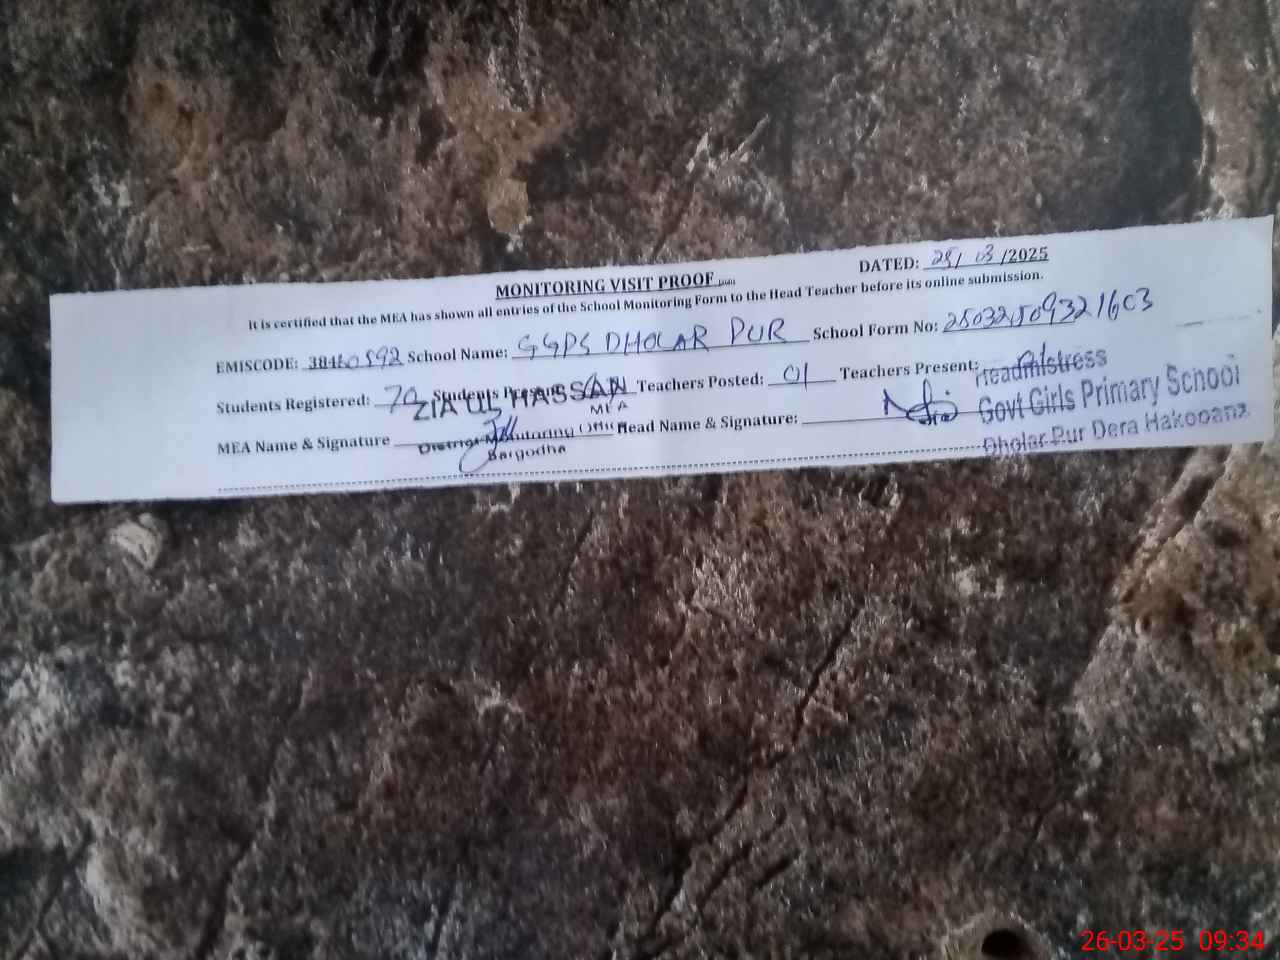 MONITORING VISIT PROOF DATED: 25/03/2025
It is certified that the MEA has shown all entries of the School Monitoring Form to the Head Teacher before its online submission.
EMISCODE: 38460592 School Name: GGPS DHOLAR PUR School Form No:
Students Registered: 70 Students Present: Teachers Posted: 01 Teachers Present:
ZIA UL HASSAN
MEA
MEA Name & Signature Head Name & Signature:
District Monitoring Office
Sargodha
Headmistress
Govt Girls Primary School
Dholar Pur Dera Hakooana
26-03-25 09:34